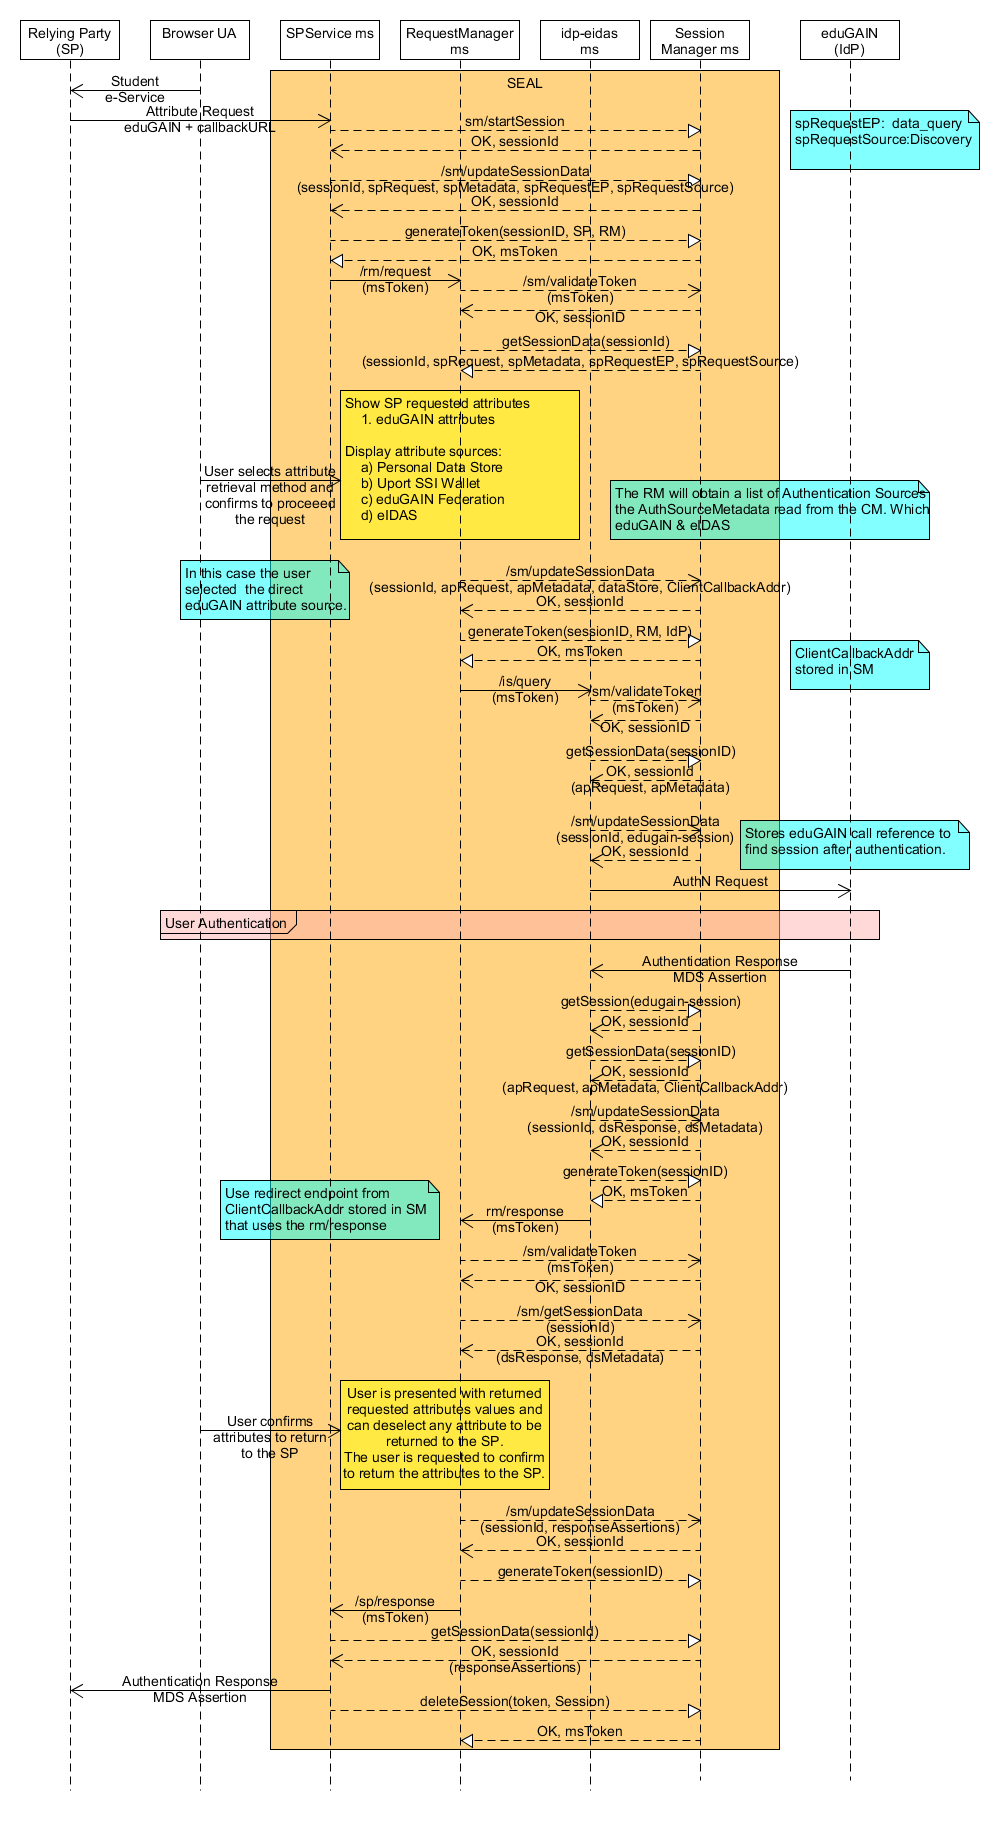 Relying Party
(SP)
Browser UA
SPService ms
RequestManager
ms
idp-eidas
ms
Session
Manager ms
eduGAIN
(IdP)
SEAL
Student
e-Service
Attribute Request
eduGAIN + callbackURL
sm/startSession
OK, sessionId
spRequestEP:  data_query
spRequestSource:Discovery
/sm/updateSessionData
(sessionId, spRequest, spMetadata, spRequestEP, spRequestSource)
OK, sessionId
generateToken(sessionID, SP, RM)
OK, msToken
/rm/request
(msToken)
/sm/validateToken
(msToken)
OK, sessionID
getSessionData(sessionId)
(sessionId, spRequest, spMetadata, spRequestEP, spRequestSource)
Show SP requested attributes
1. eduGAIN attributes
Display attribute sources:
a) Personal Data Store
b) Uport SSI Wallet
c) eduGAIN Federation
d) eIDAS
User selects attribute
retrieval method and
confirms to proceeed
the request
The RM will obtain a list of Authentication Sources
the AuthSourceMetadata read from the CM. Which
eduGAIN & eIDAS
In this case the user
selected  the direct
eduGAIN attribute source.
/sm/updateSessionData
(sessionId, apRequest, apMetadata, dataStore, ClientCallbackAddr)
OK, sessionId
generateToken(sessionID, RM, IdP)
OK, msToken
ClientCallbackAddr
stored in SM
/is/query
(msToken)
/sm/validateToken
(msToken)
OK, sessionID
getSessionData(sessionID)
OK, sessionId
(apRequest, apMetadata)
/sm/updateSessionData
(sessionId, edugain-session)
OK, sessionId
Stores eduGAIN call reference to
find session after authentication.
AuthN Request
User Authentication
Authentication Response
MDS Assertion
getSession(edugain-session)
OK, sessionId
getSessionData(sessionID)
OK, sessionId
(apRequest, apMetadata, ClientCallbackAddr)
/sm/updateSessionData
(sessionId, dsResponse, dsMetadata)
OK, sessionId
generateToken(sessionID)
OK, msToken
Use redirect endpoint from
ClientCallbackAddr stored in SM
that uses the rm/response
rm/response
(msToken)
/sm/validateToken
(msToken)
OK, sessionID
/sm/getSessionData
(sessionId)
OK, sessionId
(dsResponse, dsMetadata)
User is presented with returned
requested attributes values and
can deselect any attribute to be
returned to the SP.
The user is requested to confirm
to return the attributes to the SP.
User confirms
attributes to return
to the SP
/sm/updateSessionData
(sessionId, responseAssertions)
OK, sessionId
generateToken(sessionID)
/sp/response
(msToken)
getSessionData(sessionId)
OK, sessionId
(responseAssertions)
Authentication Response
MDS Assertion
deleteSession(token, Session)
OK, msToken